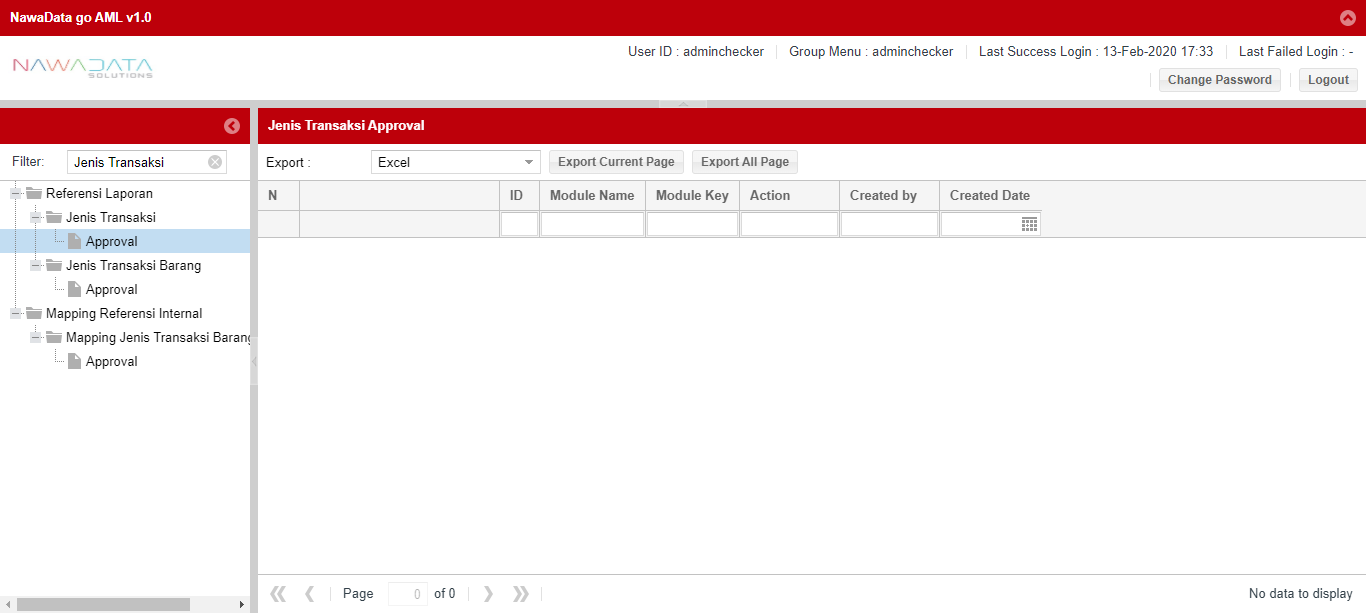 NawaData go AML v1.0
NAWADATA
SOLUTIONS
User ID : adminchecker
Group Menu : adminchecker
Last Success Login : 13-Feb-2020 17:33
Last Failed Login : -
Change Password
Logout
Jenis Transaksi Approval
Filter:
Jenis Transaksi
Export :
Excel
Export Current Page
Export All Page
Referensi Laporan
Jenis Transaksi
Approval
Jenis Transaksi Barang
Approval
Mapping Referensi Internal
Mapping Jenis Transaksi Barang
Approval
N
ID
Module Name
Module Key
Action
Created by
Created Date
Page
0
of 0
No data to display